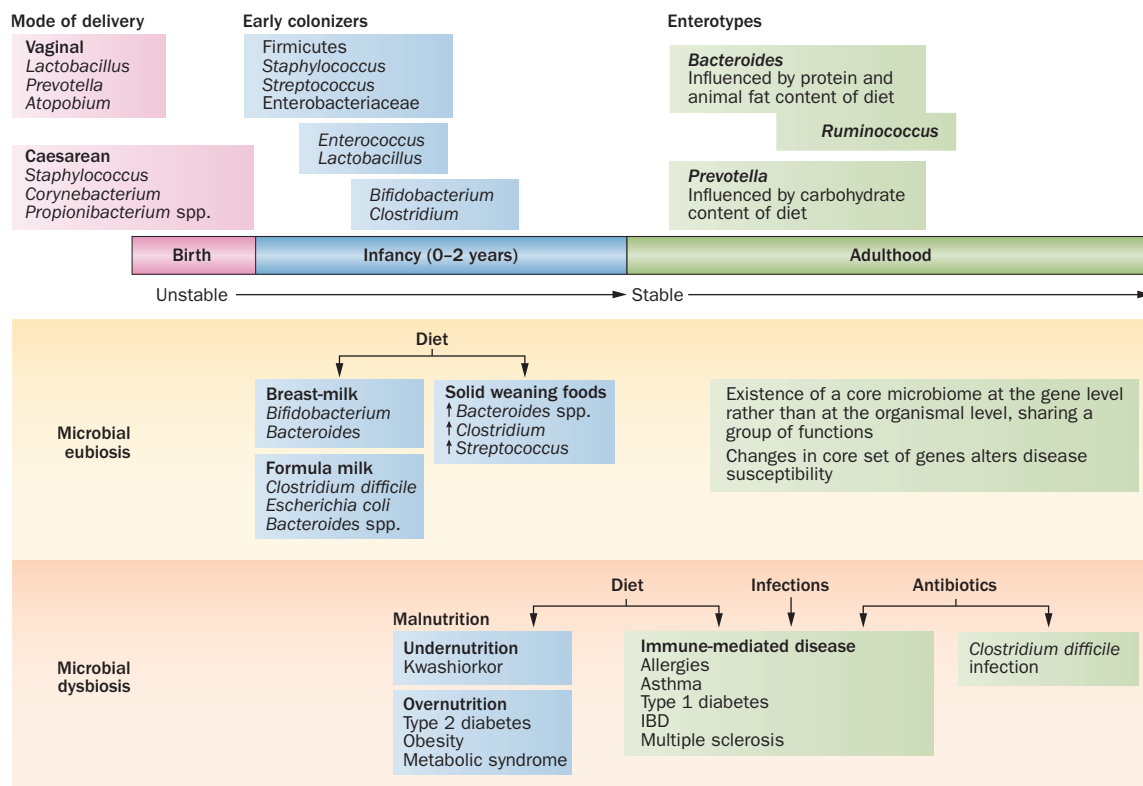 Mode of delivery
Vaginal
Lactobacillus
Prevotella
Atopobium
Caesarean
Staphylococcus
Corynebacterium
Propionibacterium spp.
Early colonizers
Firmicutes
Staphylococcus
Streptococcus
Enterobacteriaceae
Enterococcus
Lactobacillus
Bifidobacterium
Clostridium
Enterotypes
Bacteroides
Influenced by protein and
animal fat content of diet
Ruminococcus
Prevotella
Influenced by carbohydrate
content of diet
Birth
Infancy (0–2 years)
Adulthood
Unstable
Stable
Microbial
eubiosis
Diet
Breast-milk
Bifidobacterium
Bacteroides
Formula milk
Clostridium difficile
Escherichia coli
Bacteroides spp.
Solid weaning foods
↑ Bacteroides spp.
↑ Clostridium
↑ Streptococcus
Existence of a core microbiome at the gene level
rather than at the organismal level, sharing a
group of functions
Changes in core set of genes alters disease
susceptibility
Microbial
dysbiosis
Diet
Infections
Antibiotics
Malnutrition
Undernutrition
Kwashiorkor
Overnutrition
Type 2 diabetes
Obesity
Metabolic syndrome
Immune-mediated disease
Allergies
Asthma
Type 1 diabetes
IBD
Multiple sclerosis
Clostridium difficile
infection